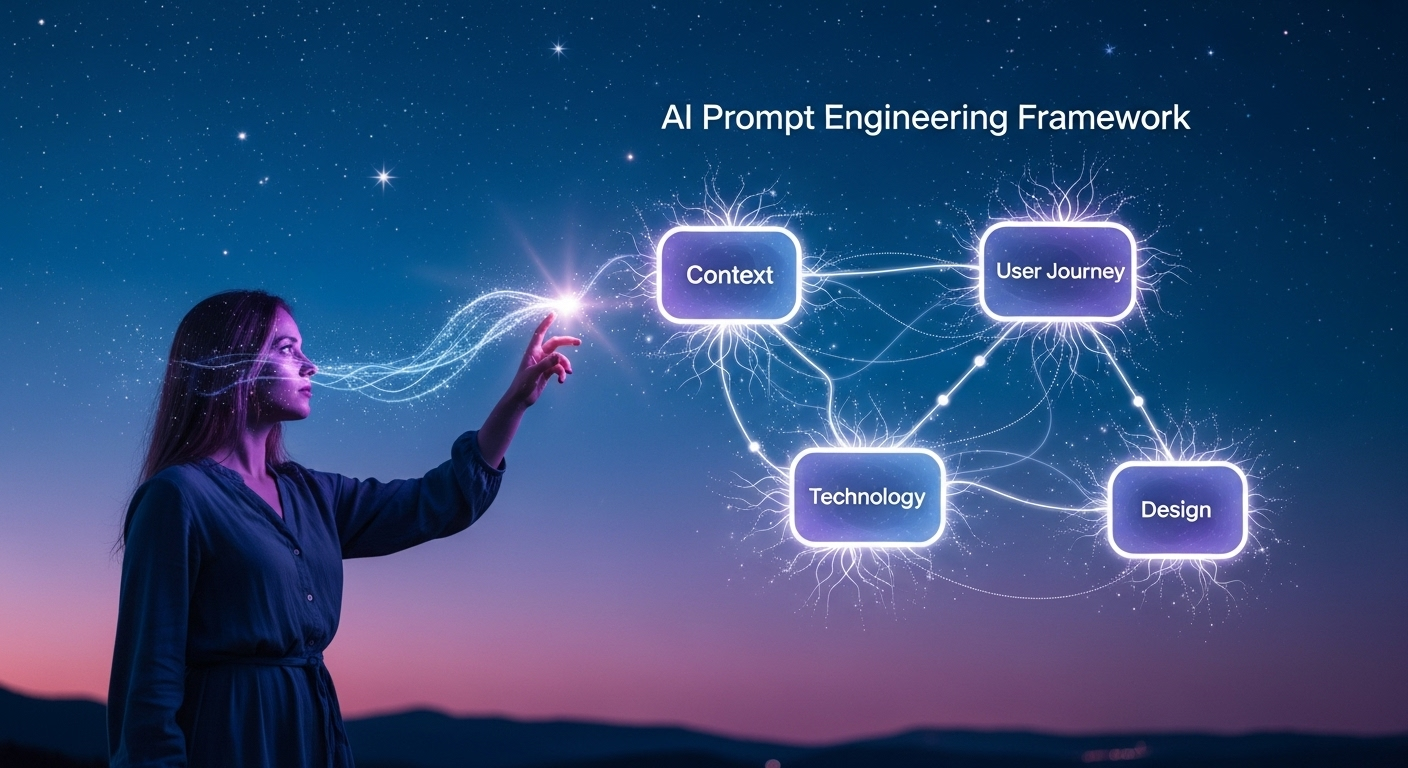 AI Prompt Engineering Framework
Context
User Journey
Technology
Design